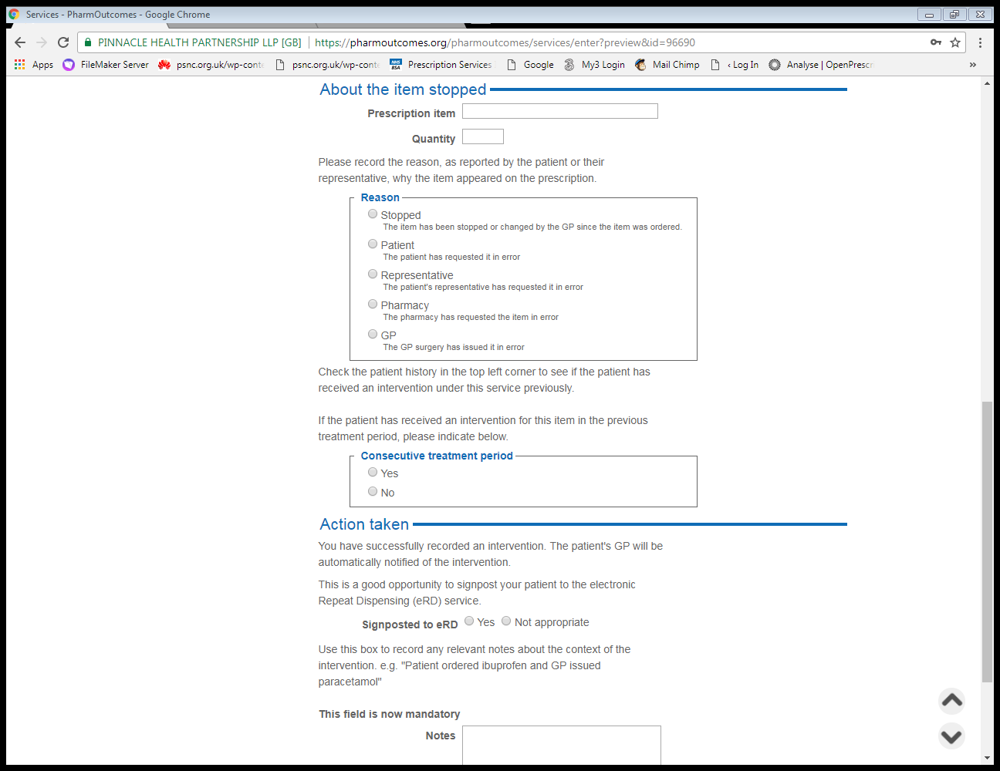 Services - PharmOutcomes - Google Chrome
PINNACLE HEALTH PARTNERSHIP LLP [GB] https://pharmoutcomes.org/pharmoutcomes/services/enter?preview&id=96690
Apps FileMaker Server psnc.org.uk/wp-conte psnc.org.uk/wp-conte NHS BSA Prescription Services Google My3 Login Mail Chimp ‹ Log In Analyse | OpenPrescr »
About the item stopped
Prescription item
Quantity
Please record the reason, as reported by the patient or their
representative, why the item appeared on the prescription.
Reason
Stopped
The item has been stopped or changed by the GP since the item was ordered.
Patient
The patient has requested it in error
Representative
The patient's representative has requested it in error
Pharmacy
The pharmacy has requested the item in error
GP
The GP surgery has issued it in error
Check the patient history in the top left corner to see if the patient has
received an intervention under this service previously.
If the patient has received an intervention for this item in the previous
treatment period, please indicate below.
Consecutive treatment period
Yes
No
Action taken
You have successfully recorded an intervention. The patient's GP will be
automatically notified of the intervention.
This is a good opportunity to signpost your patient to the electronic
Repeat Dispensing (eRD) service.
Signposted to eRD Yes Not appropriate
Use this box to record any relevant notes about the context of the
intervention. e.g. "Patient ordered ibuprofen and GP issued
paracetamol"
This field is now mandatory
Notes